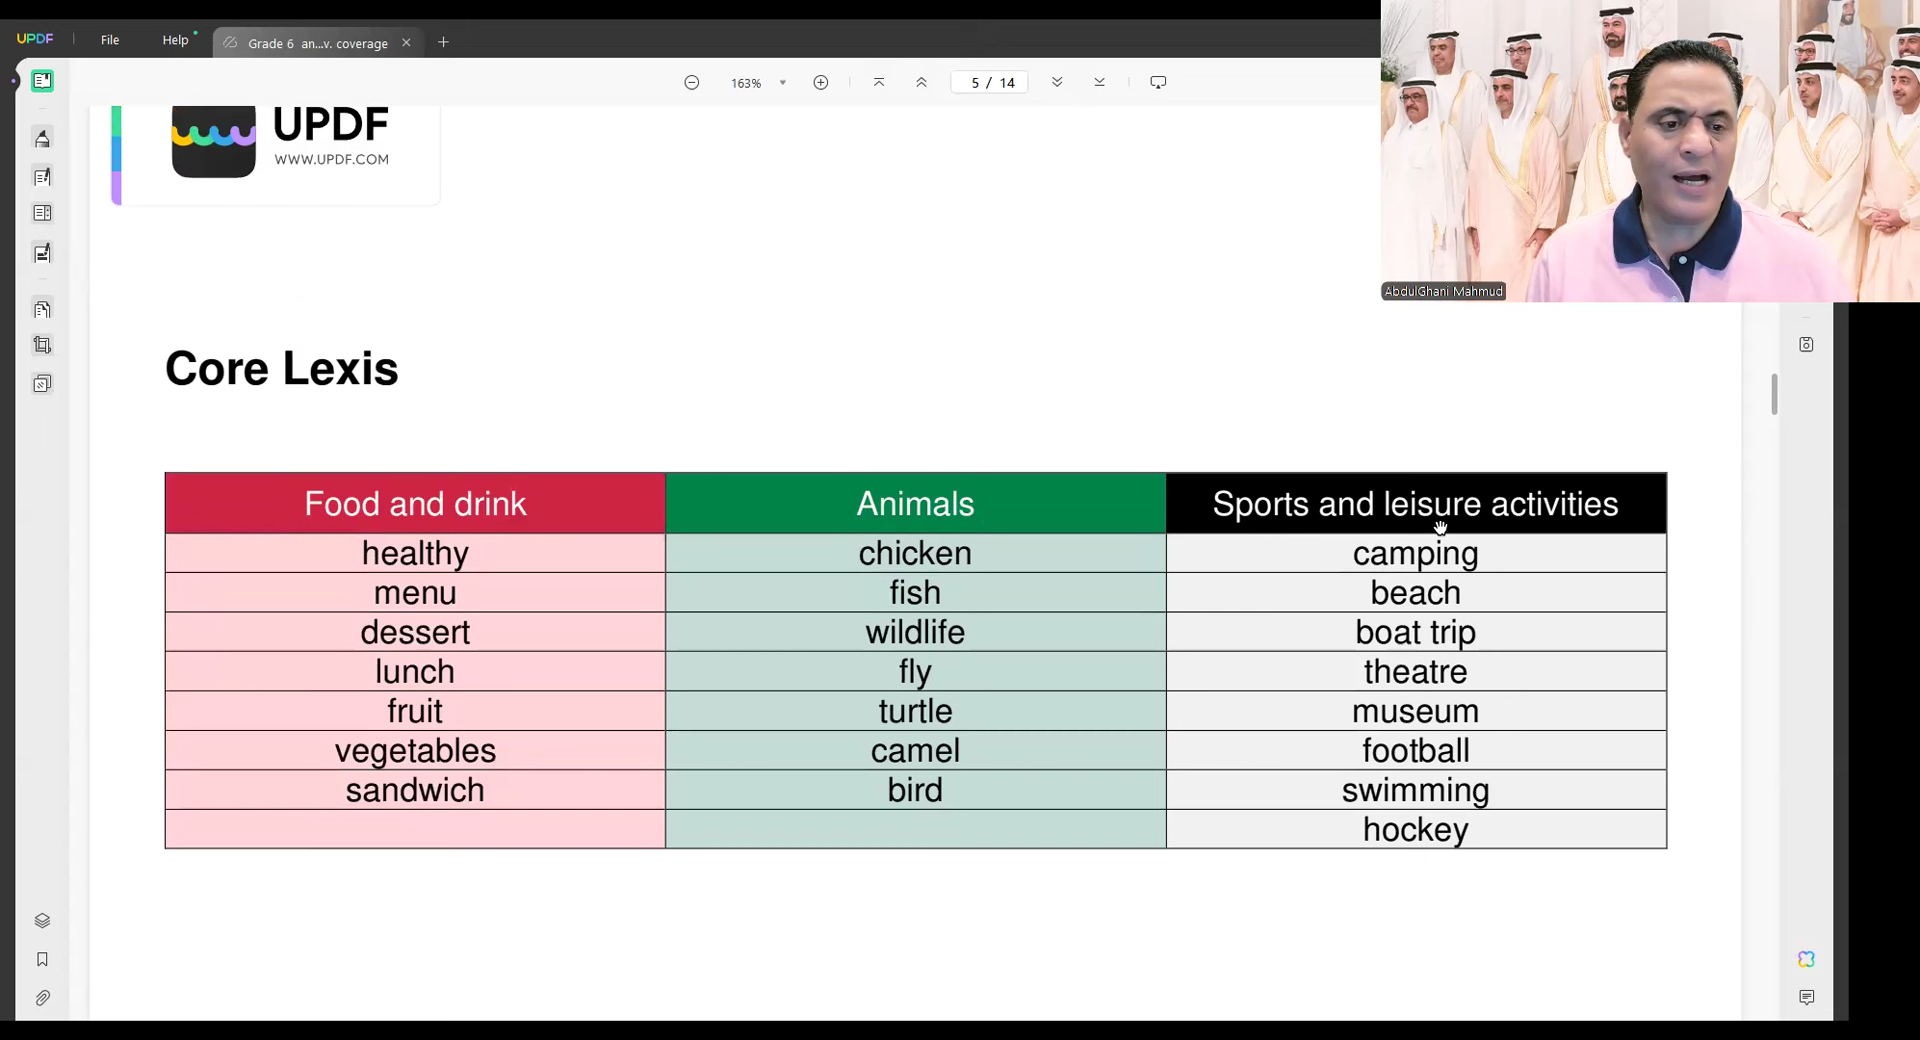 UPDF File Help Grade 6 an...v. coverage
163% 5 / 14
UPDF
WWW.UPDF.COM
AbdulGhani Mahmud
Core Lexis
Food and drink Animals Sports and leisure activities
healthy chicken camping
menu fish beach
dessert wildlife boat trip
lunch fly theatre
fruit turtle museum
vegetables camel football
sandwich bird swimming
hockey